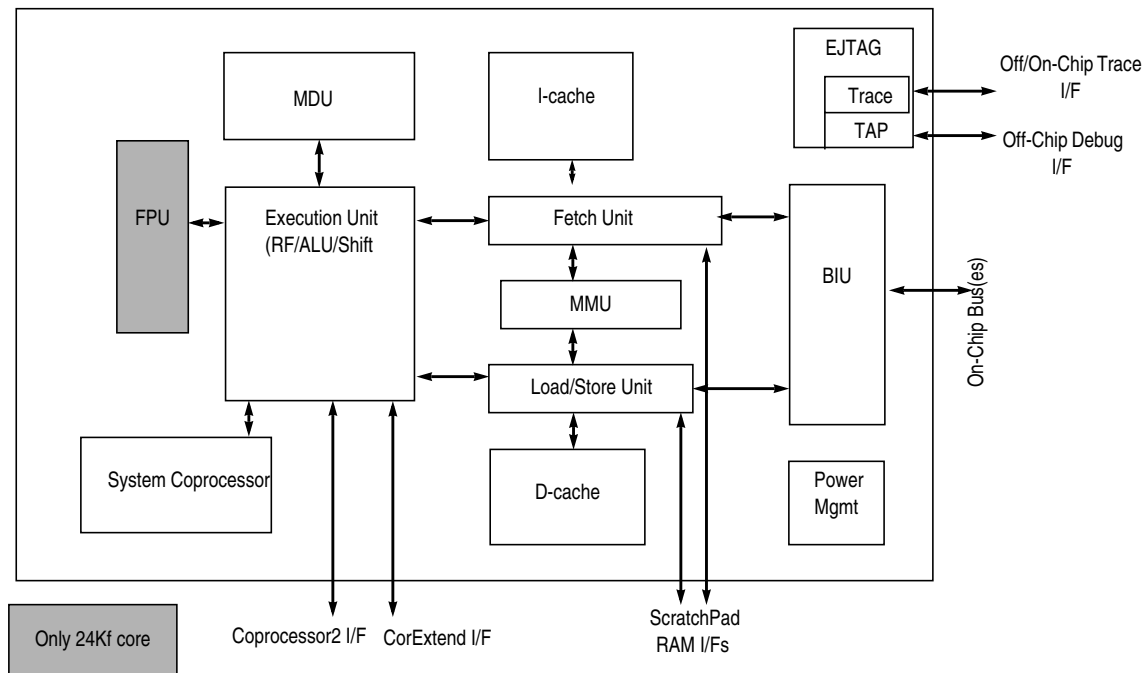 EJTAG
Off/On-Chip Trace
I/F
MDU
I-cache
Trace
TAP
Off-Chip Debug
I/F
FPU
Execution Unit
(RF/ALU/Shift
Fetch Unit
BIU
MMU
On-Chip Bus(es)
Load/Store Unit
System Coprocessor
D-cache
Power
Mgmt
Only 24Kf core
Coprocessor2 I/F
CorExtend I/F
ScratchPad
RAM I/Fs